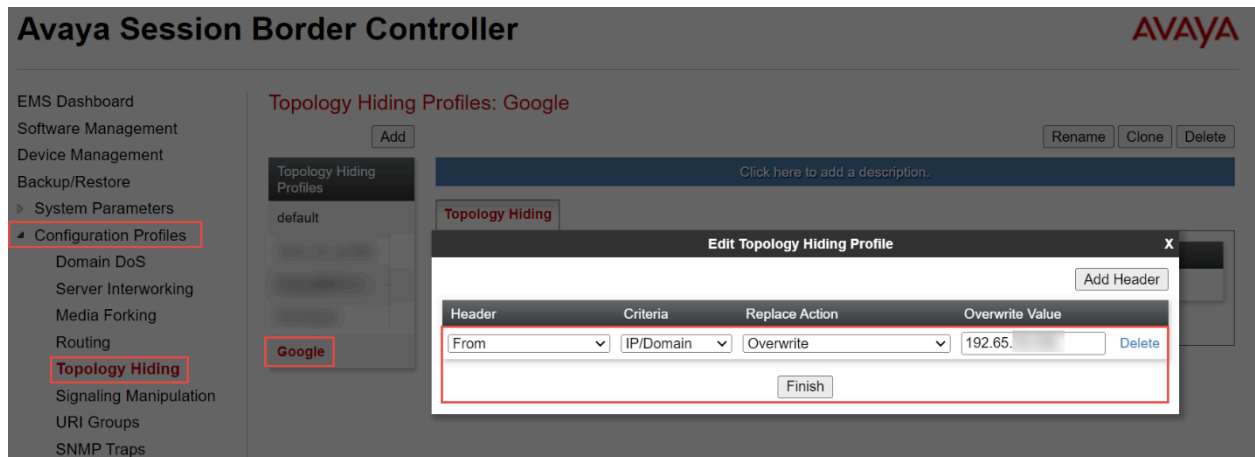 Avaya Session Border Controller
AVAYA
EMS Dashboard
Software Management
Device Management
Backup/Restore
System Parameters
Configuration Profiles
Domain DoS
Server Interworking
Media Forking
Routing
Topology Hiding
Signaling Manipulation
URI Groups
SNMP Traps
Topology Hiding Profiles: Google
Add
Rename Clone Delete
Topology Hiding
Profiles
default
Google
Click here to add a description.
Topology Hiding
Edit Topology Hiding Profile X
Add Header
Header Criteria Replace Action Overwrite Value
From IP/Domain Overwrite 192.65. Delete
Finish